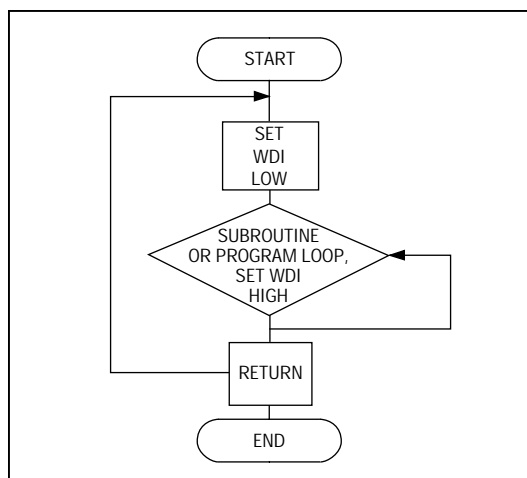 START
SET
WDI
LOW
SUBROUTINE
OR PROGRAM LOOP,
SET WDI
HIGH
RETURN
END